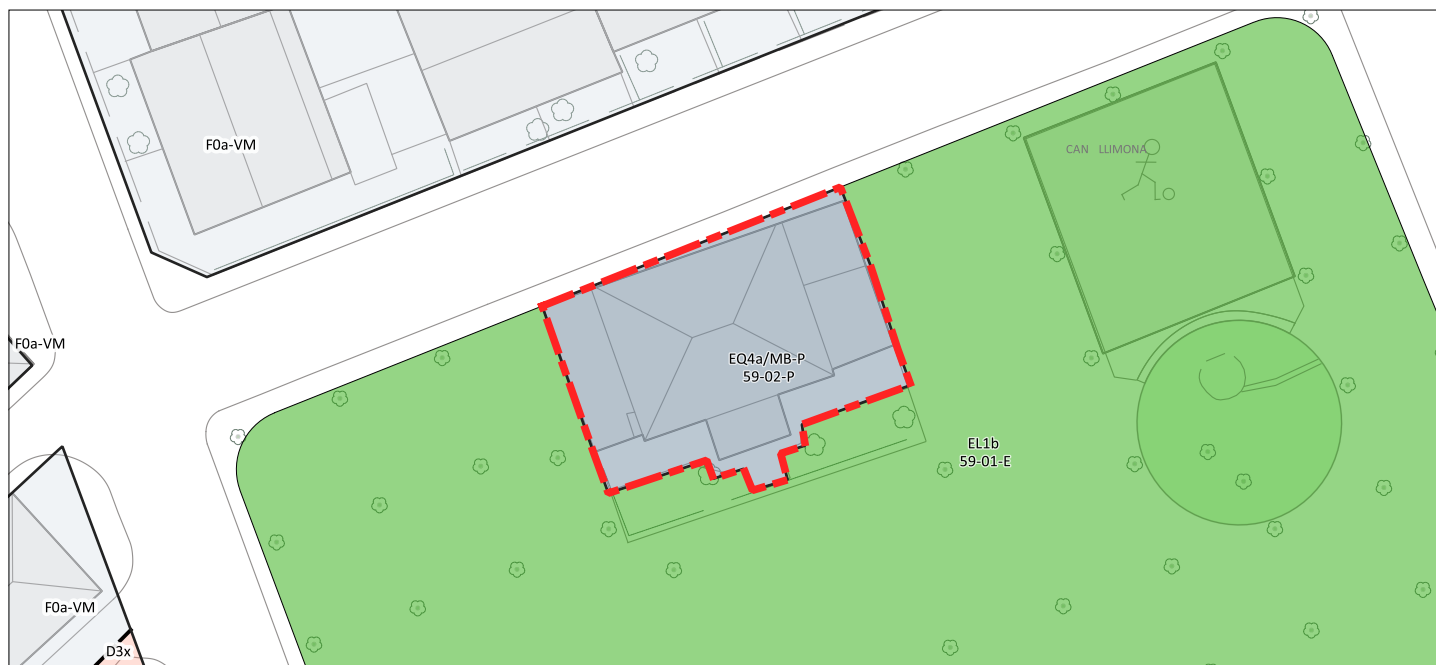 F0a-VM
CAN LLIMONA
F0a-VM
EQ4a/MB-P
59-02-P
EL1b
59-01-E
F0a-VM
D3x